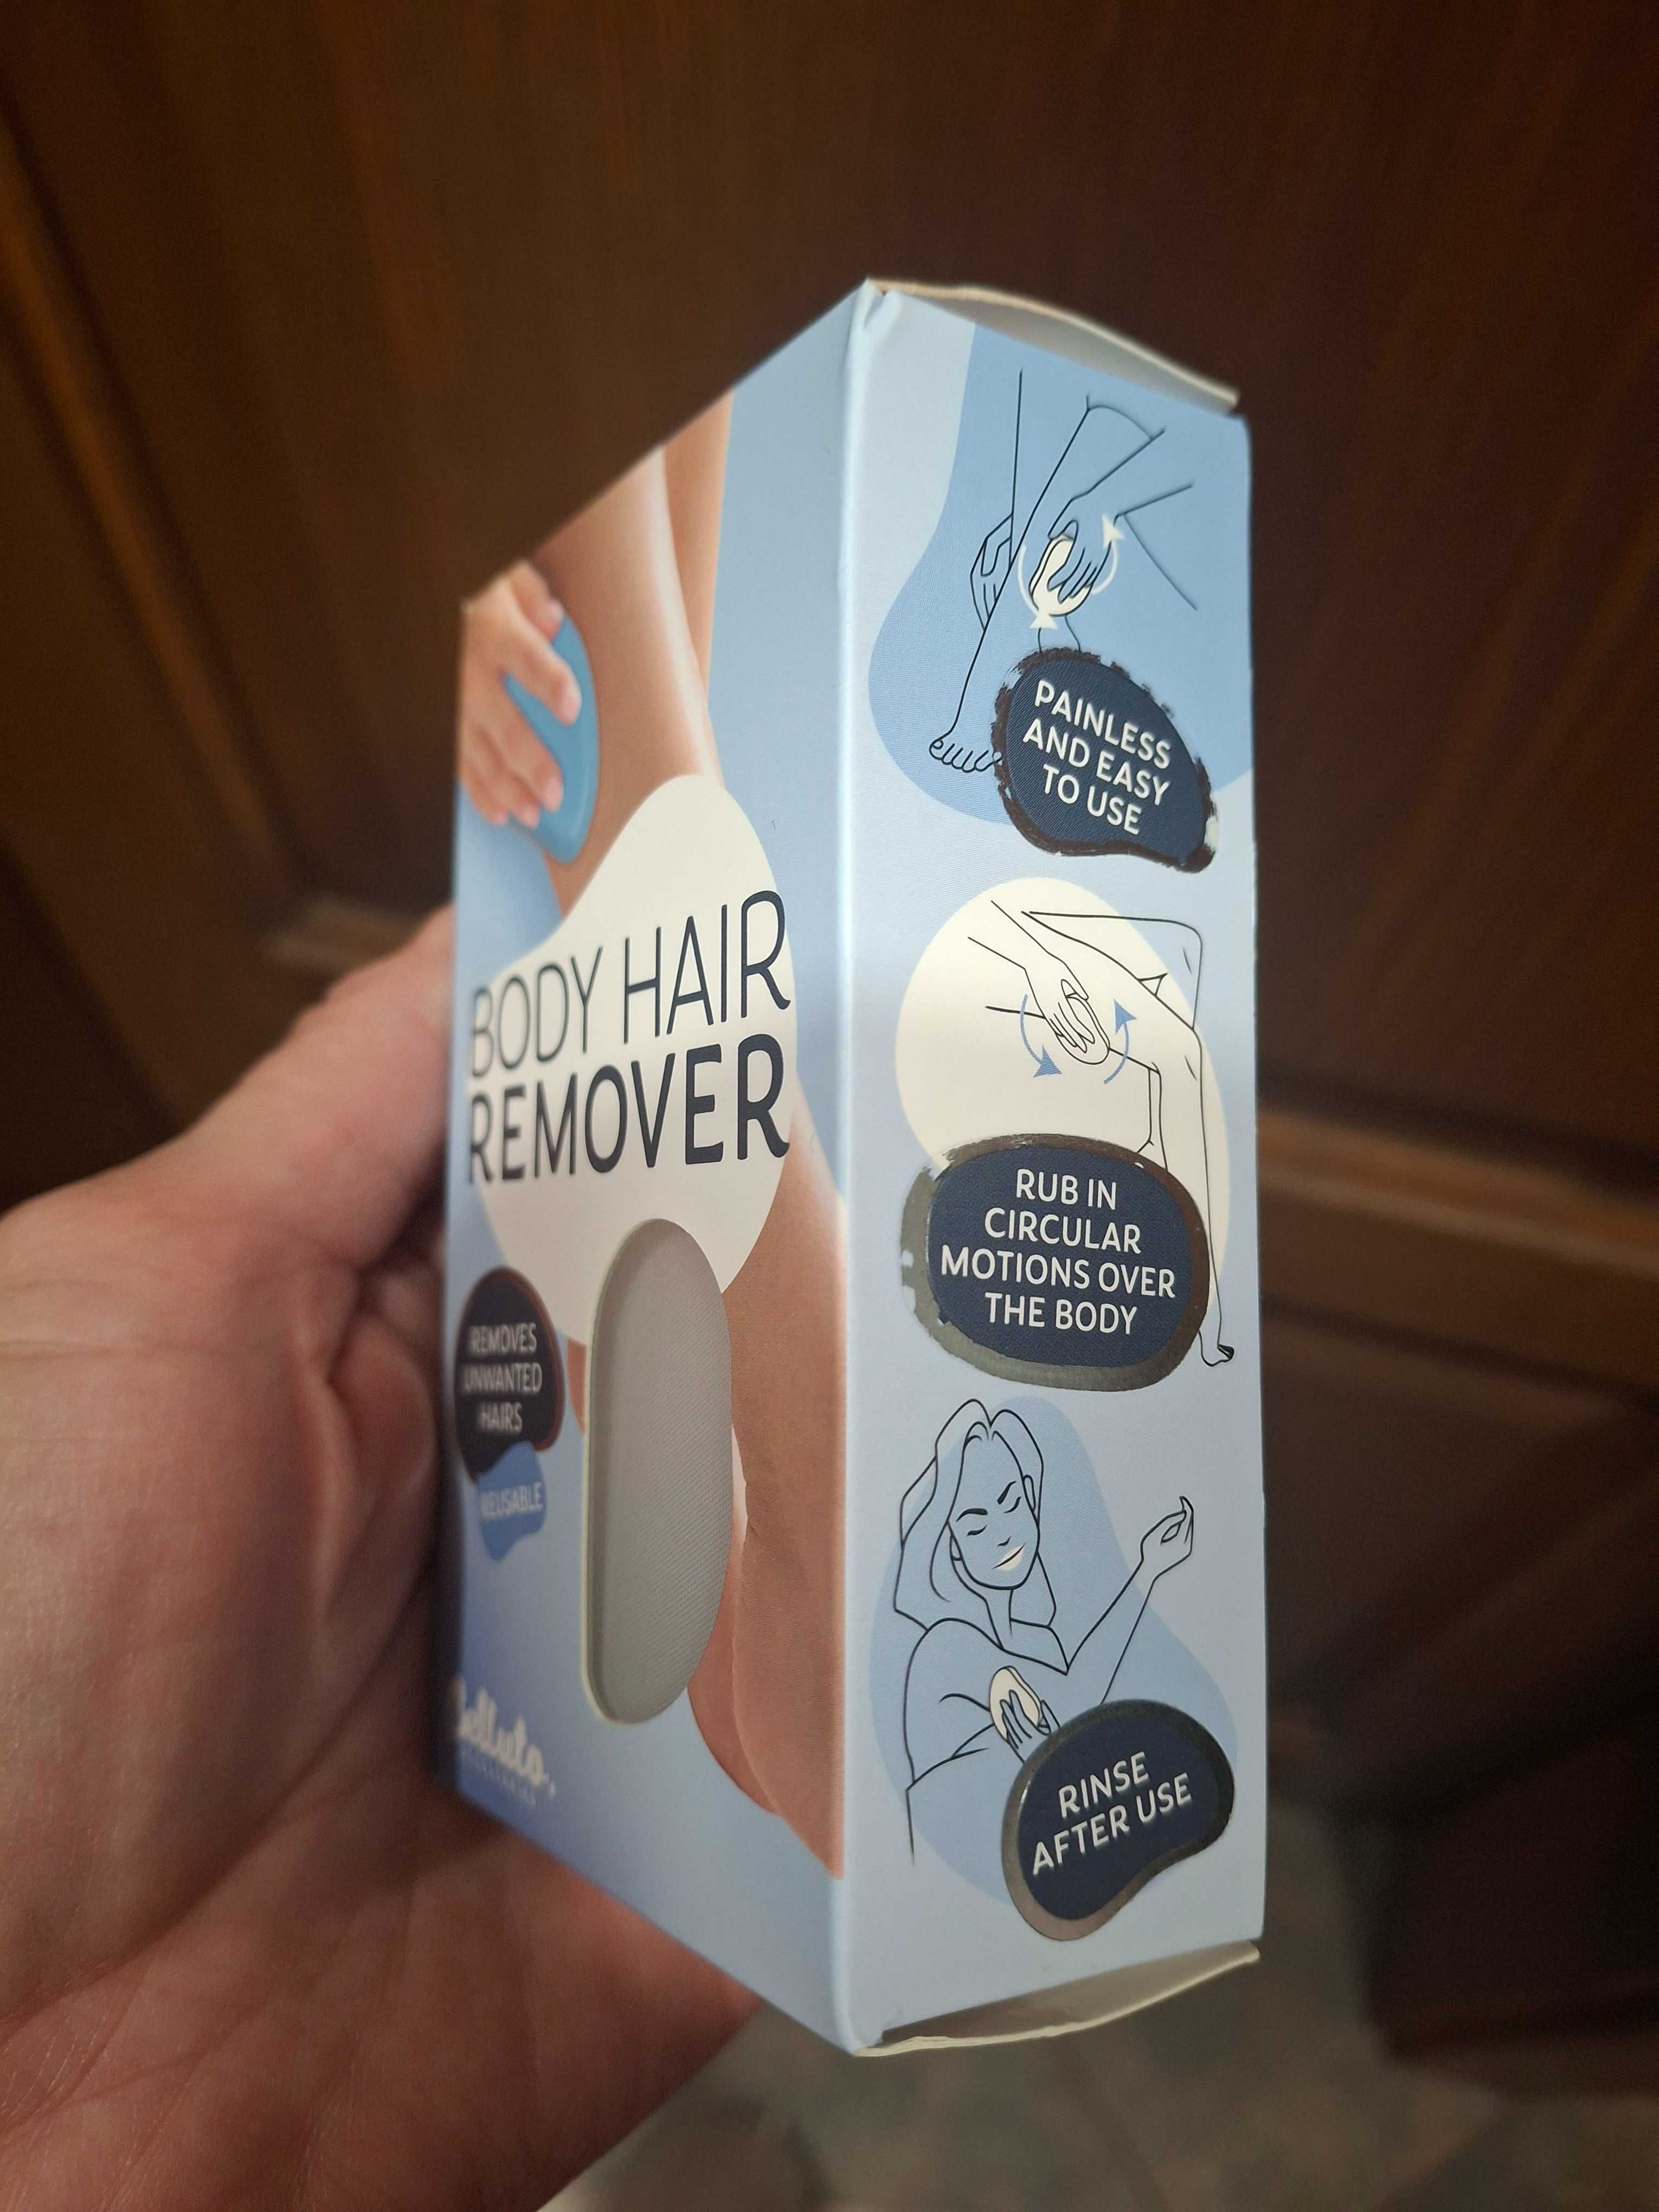 BODY HAIR
REMOVER
REMOVES
UNWANTED
HAIRS
REUSABLE
Belluto.
PAINLESS
AND EASY
TO USE
RUB IN
CIRCULAR
MOTIONS OVER
THE BODY
RINSE
AFTER USE